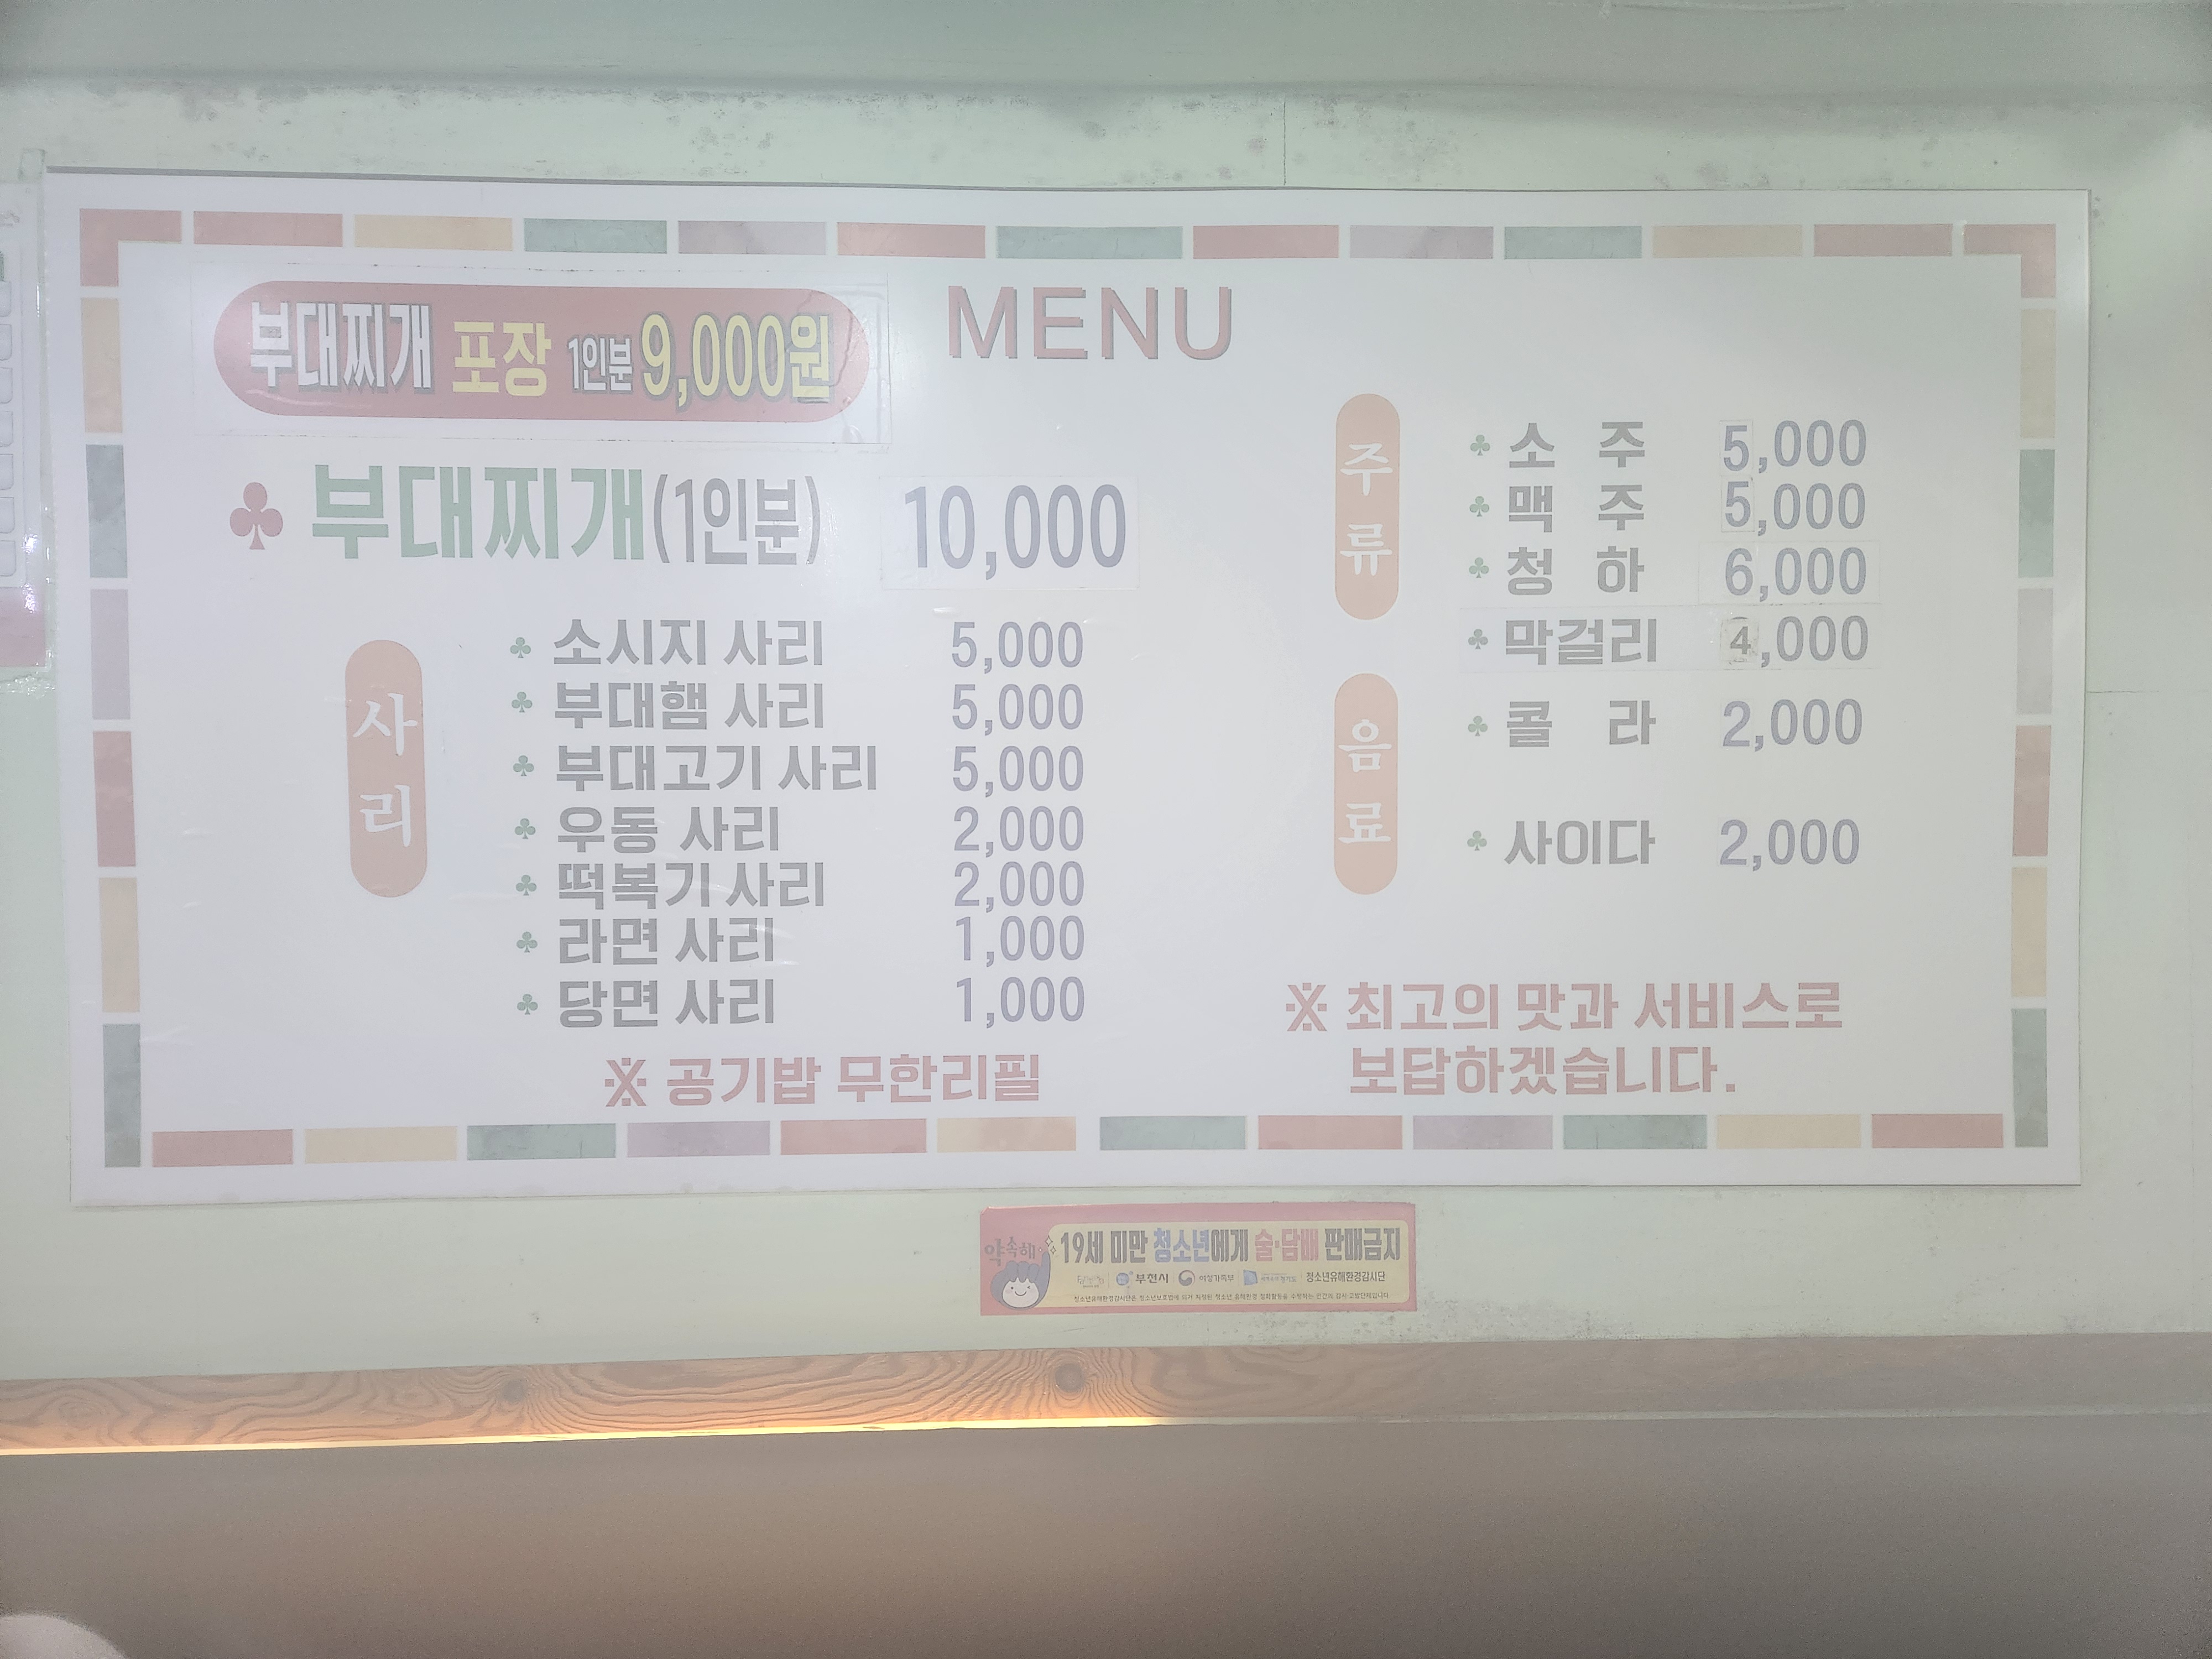 MENU
부대찌개 포장 1인분 9,000원
♣ 부대찌개(1인분) 10,000
사리
♣ 소시지 사리 5,000
♣ 부대햄 사리 5,000
♣ 부대고기 사리 5,000
♣ 우동 사리 2,000
♣ 떡복기 사리 2,000
♣ 라면 사리 1,000
♣ 당면 사리 1,000
※ 공기밥 무한리필
주류
♣ 소 주 5,000
♣ 맥 주 5,000
♣ 청 하 6,000
♣ 막걸리 4,000
음료
♣ 콜 라 2,000
♣ 사이다 2,000
※ 최고의 맛과 서비스로
보답하겠습니다.
약속해
19세 미만 청소년에게 술·담배 판매금지
부천시 여성가족부 청소년유해환경감시단